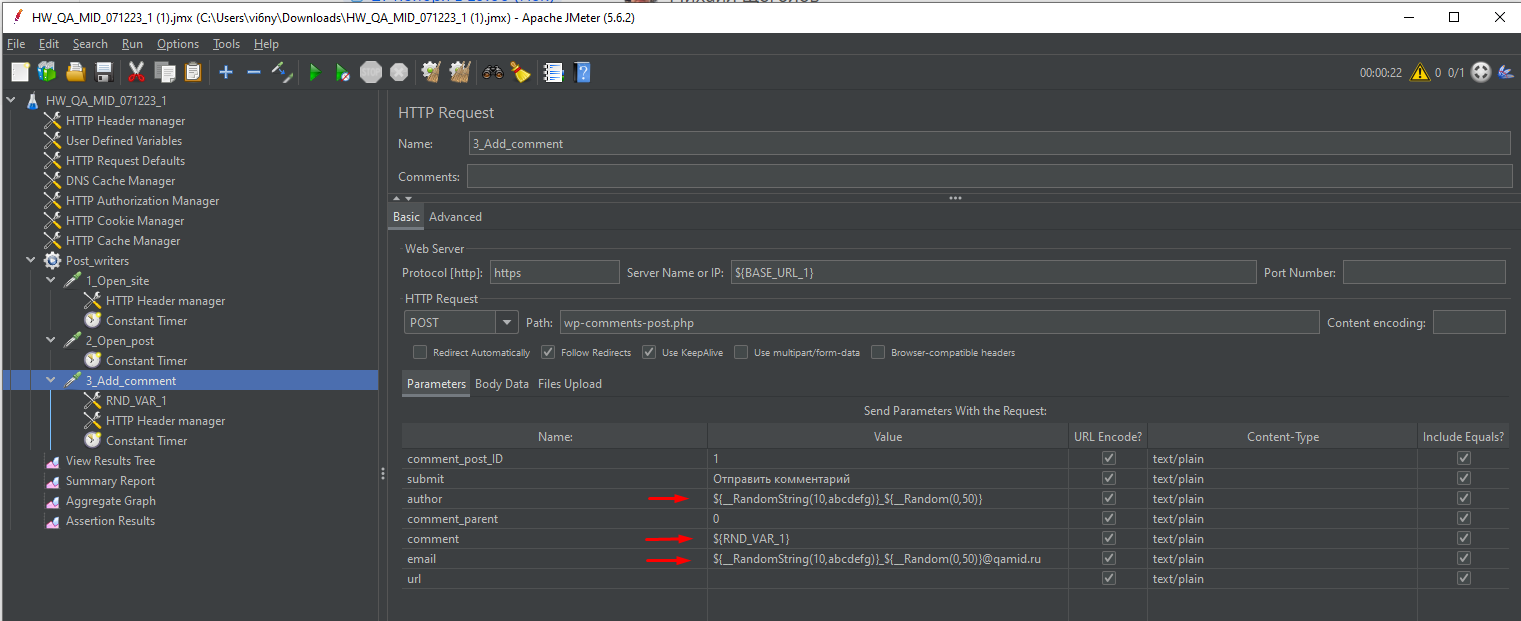 HW_QA_MID_071223_1 (1).jmx (C:\Users\vi6ny\Downloads\HW_QA_MID_071223_1 (1).jmx) - Apache JMeter (5.6.2)
File Edit Search Run Options Tools Help
STOP
00:00:22 0 0/1
HW_QA_MID_071223_1
HTTP Header manager
User Defined Variables
HTTP Request Defaults
DNS Cache Manager
HTTP Authorization Manager
HTTP Cookie Manager
HTTP Cache Manager
Post_writers
1_Open_site
HTTP Header manager
Constant Timer
2_Open_post
Constant Timer
3_Add_comment
RND_VAR_1
HTTP Header manager
Constant Timer
View Results Tree
Summary Report
Aggregate Graph
Assertion Results
HTTP Request
Name: 3_Add_comment
Comments:
Basic Advanced
Web Server
Protocol [http]: https Server Name or IP: ${BASE_URL_1} Port Number:
HTTP Request
POST Path: wp-comments-post.php Content encoding:
Redirect Automatically Follow Redirects Use KeepAlive Use multipart/form-data Browser-compatible headers
Parameters Body Data Files Upload
Send Parameters With the Request:
Name: Value URL Encode? Content-Type Include Equals?
comment_post_ID 1 text/plain
submit Отправить комментарий text/plain
author ${__RandomString(10,abcdefg)}_${__Random(0,50)} text/plain
comment_parent 0 text/plain
comment ${RND_VAR_1} text/plain
email ${__RandomString(10,abcdefg)}_${__Random(0,50)}@qamid.ru text/plain
url text/plain